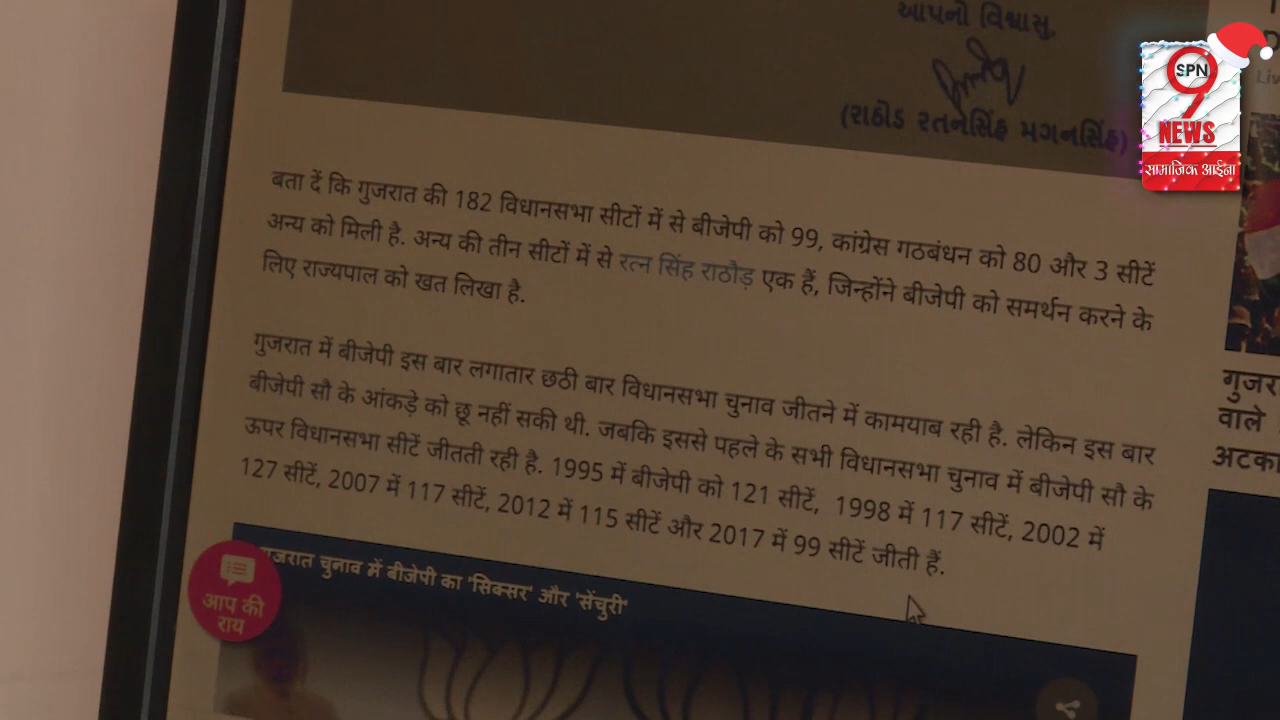 આપનો વિશ્વાસુ,
(રાઠોડ રતનસિંહ મગનસિંહ)
SPN
9
NEWS
सामाजिक आईना
बता दें कि गुजरात की 182 विधानसभा सीटों में से बीजेपी को 99, कांग्रेस गठबंधन को 80 और 3 सीटें
अन्य को मिली है. अन्य की तीन सीटों में से रत्न सिंह राठौड़ एक हैं, जिन्होंने बीजेपी को समर्थन करने के
लिए राज्यपाल को खत लिखा है.
गुजरात में बीजेपी इस बार लगातार छठी बार विधानसभा चुनाव जीतने में कामयाब रही है. लेकिन इस बार
बीजेपी सौ के आंकड़े को छू नहीं सकी थी. जबकि इससे पहले के सभी विधानसभा चुनाव में बीजेपी सौ के
ऊपर विधानसभा सीटें जीतती रही है. 1995 में बीजेपी को 121 सीटें, 1998 में 117 सीटें, 2002 में
127 सीटें, 2007 में 117 सीटें, 2012 में 115 सीटें और 2017 में 99 सीटें जीती हैं.
गुजरात चुनाव में बीजेपी का 'सिक्सर' और 'सेंचुरी'
आप की
राय
गुजर
वाले
अटका